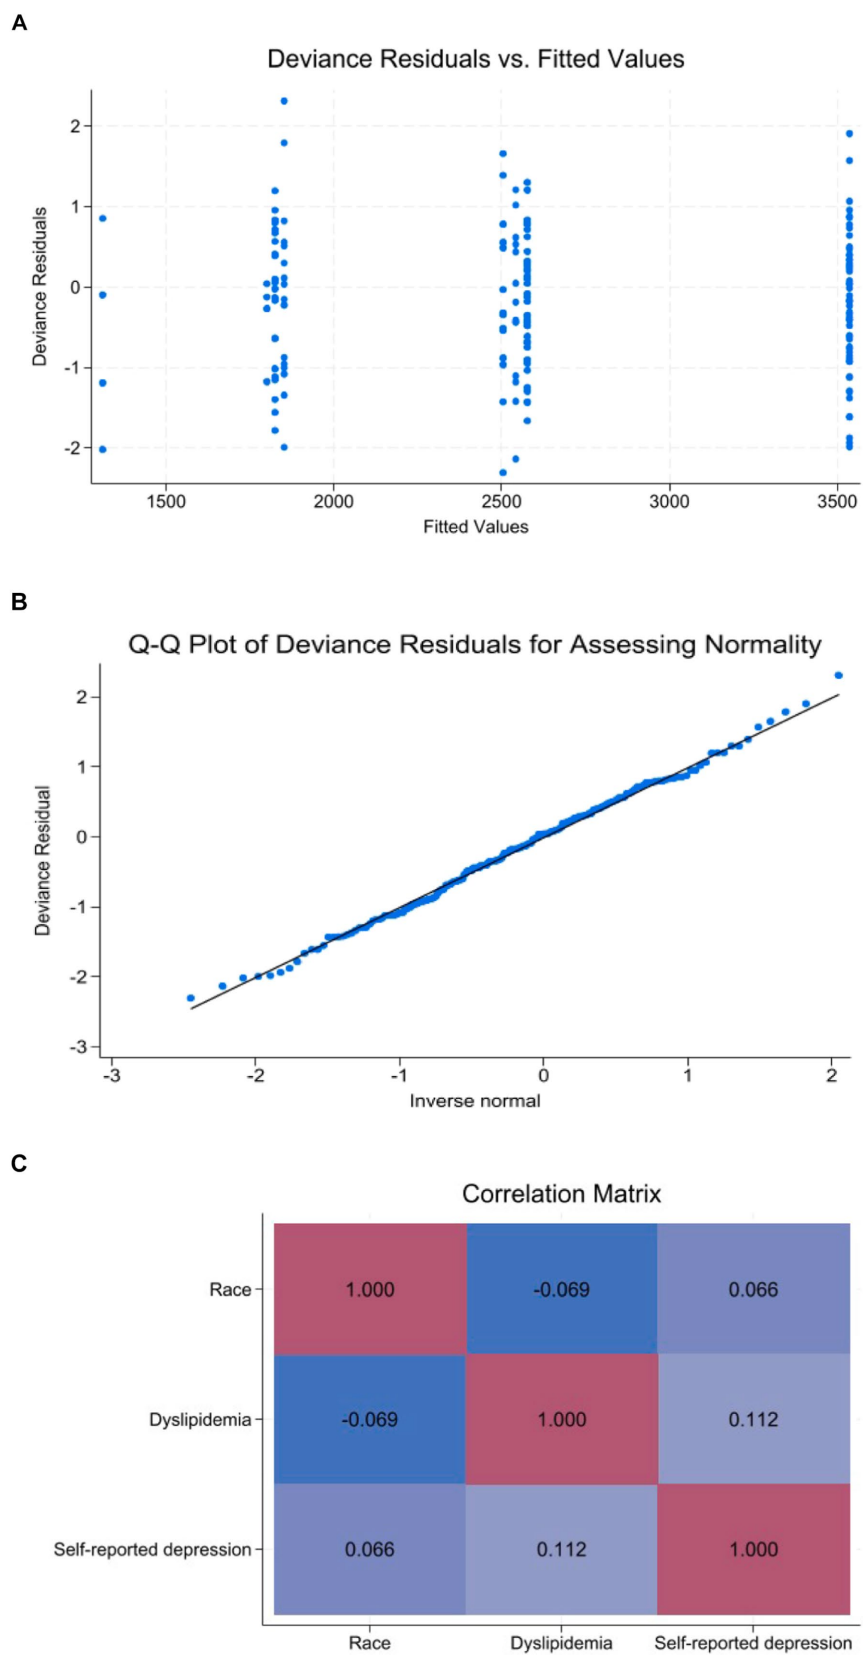 A
Deviance Residuals vs. Fitted Values
2
1
0
-1
-2
Deviance Residuals
1500 2000 2500 3000 3500
Fitted Values
B
Q-Q Plot of Deviance Residuals for Assessing Normality
2
1
0
-1
-2
-3
Deviance Residual
-3 -2 -1 0 1 2
Inverse normal
C
Correlation Matrix
Race 1.000 -0.069 0.066
Dyslipidemia -0.069 1.000 0.112
Self-reported depression 0.066 0.112 1.000
Race Dyslipidemia Self-reported depression